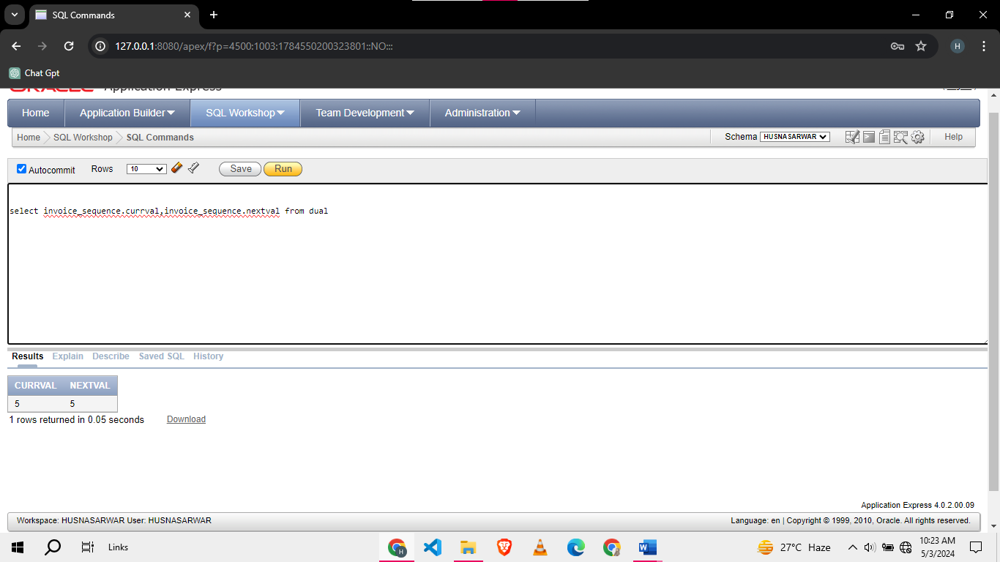 SQL Commands
127.0.0.1:8080/apex/f?p=4500:1003:1784550200323801::NO:::
H
Chat Gpt
ORACLE Application Express
Home Application Builder SQL Workshop Team Development Administration
Home SQL Workshop SQL Commands Schema HUSNASARWAR Help
Autocommit Rows 10 Save Run
select invoice_sequence.currval,invoice_sequence.nextval from dual
Results Explain Describe Saved SQL History
CURRVAL NEXTVAL
5 5
1 rows returned in 0.05 seconds Download
Application Express 4.0.2.00.09
Workspace: HUSNASARWAR User: HUSNASARWAR Language: en | Copyright © 1999, 2010, Oracle. All rights reserved.
Links 27°C Haze 10:23 AM
5/3/2024